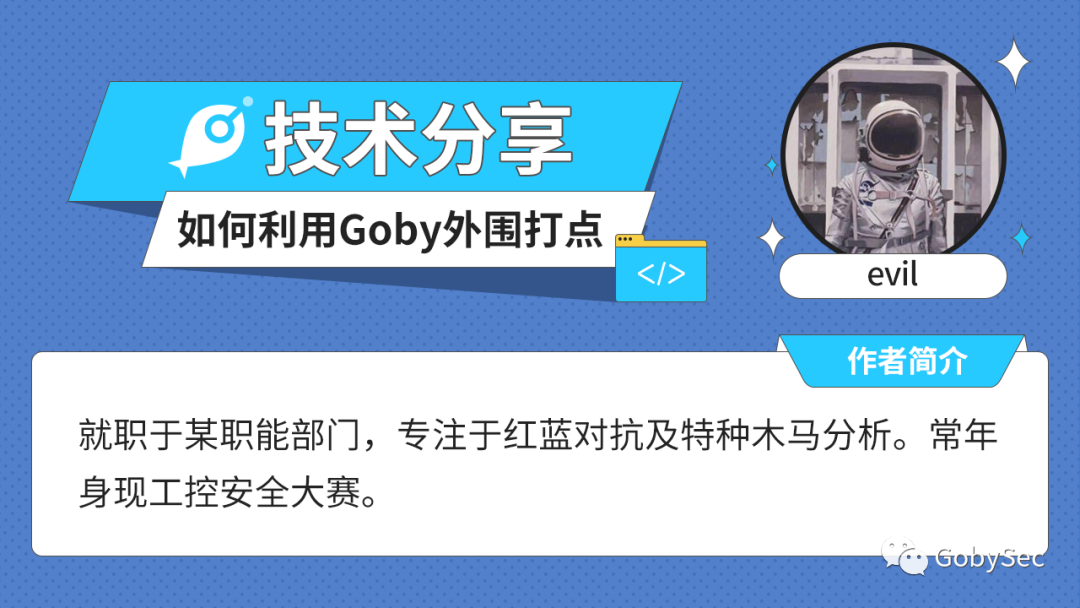 技术分享
如何利用Goby外围打点
</>
evil
作者简介
就职于某职能部门，专注于红蓝对抗及特种木马分析。常年
身现工控安全大赛。
GobySec